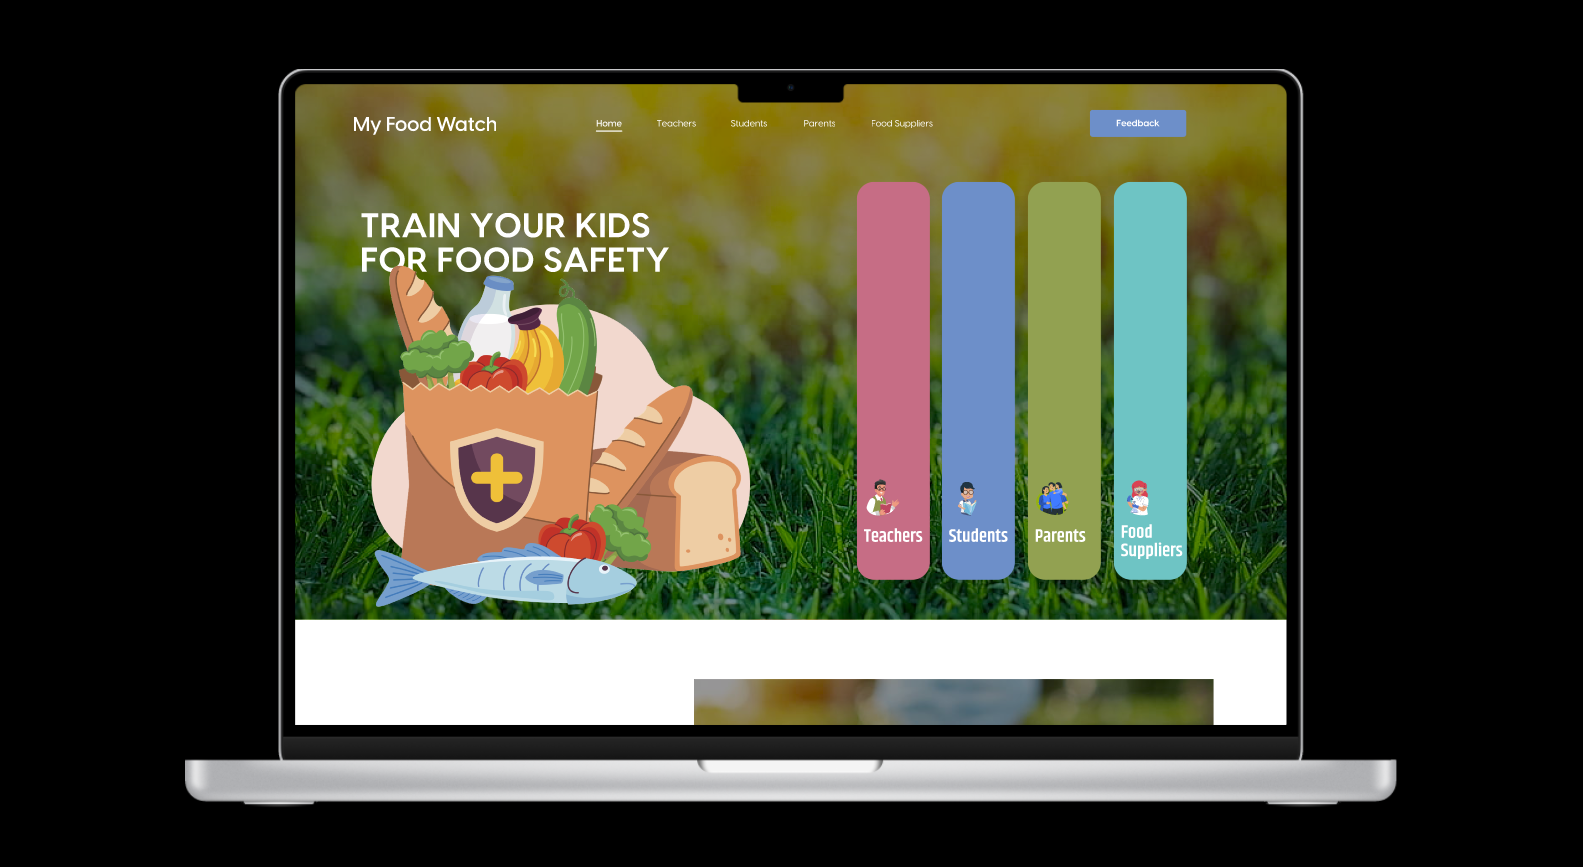 My Food Watch
Home
Teachers
Students
Parents
Food Suppliers
Feedback
TRAIN YOUR KIDS
FOR FOOD SAFETY
Teachers
Students
Parents
Food
Suppliers